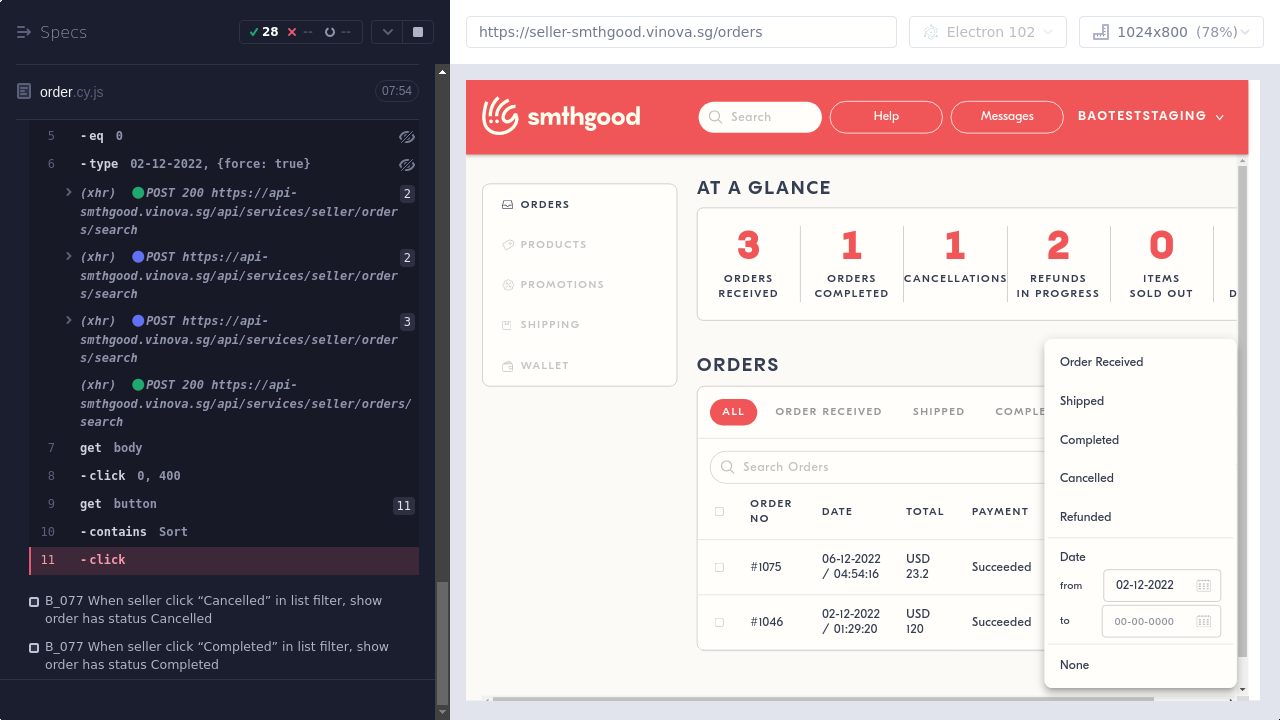 Specs
28 -- --
order.cy.js 07:54
5 -eq 0
6 -type 02-12-2022, {force: true}
(xhr) POST 200 https://api-
smthgood.vinova.sg/api/services/seller/order
s/search
2
(xhr) POST https://api-
smthgood.vinova.sg/api/services/seller/order
s/search
2
(xhr) POST https://api-
smthgood.vinova.sg/api/services/seller/order
s/search
3
(xhr) POST 200 https://api-
smthgood.vinova.sg/api/services/seller/orders/
search
7 get body
8 -click 0, 400
9 get button 11
10 -contains Sort
11 -click
B_077 When seller click “Cancelled” in list filter, show
order has status Cancelled
B_077 When seller click “Completed” in list filter, show
order has status Completed
https://seller-smthgood.vinova.sg/orders
Electron 102
1024x800 (78%)
smthgood
Search
Help
Messages
BAOTESTSTAGING
ORDERS
PRODUCTS
PROMOTIONS
SHIPPING
WALLET
AT A GLANCE
3
ORDERS
RECEIVED
1
ORDERS
COMPLETED
1
CANCELLATIONS
2
REFUNDS
IN PROGRESS
0
ITEMS
SOLD OUT
D
ORDERS
ALL ORDER RECEIVED SHIPPED COMPLE
Search Orders
ORDER
NO
DATE
TOTAL
PAYMENT
#1075
06-12-2022
/ 04:54:16
USD
23.2
Succeeded
#1046
02-12-2022
/ 01:29:20
USD
120
Succeeded
Order Received
Shipped
Completed
Cancelled
Refunded
Date
from 02-12-2022
to 00-00-0000
None